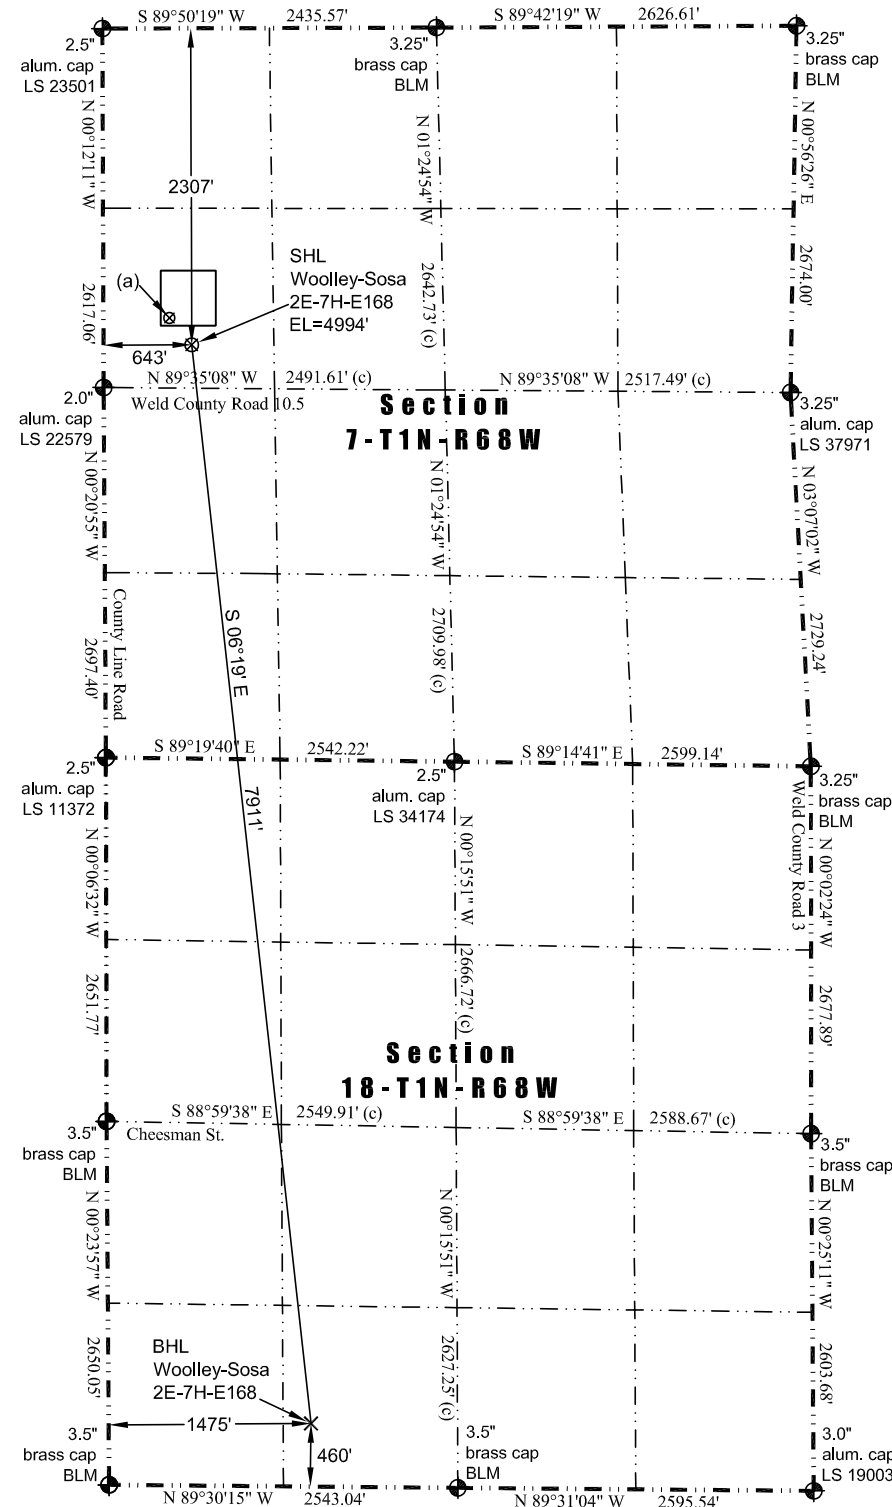 S 89°50'19" W 2435.57' S 89°42'19" W 2626.61'
2.5"
alum. cap
LS 23501
3.25"
brass cap
BLM
3.25"
brass cap
BLM
N 00°12'11" W
2617.06'
N 01°24'54" W
2642.73' (c)
N 00°56'26" E
2674.00'
2307'
(a)
SHL
Woolley-Sosa
2E-7H-E168
EL=4994'
643'
N 89°35'08" W 2491.61' (c) N 89°35'08" W 2517.49' (c)
Weld County Road 10.5
2.0"
alum. cap
LS 22579
Section
7-T1N-R68W
3.25"
alum. cap
LS 37971
N 00°20'55" W
2697.40'
County Line Road
N 01°24'54" W
2709.98' (c)
N 03°07'02" W
2729.24'
S 06°19' E
7911'
S 89°19'40" E 2542.22' S 89°14'41" E 2599.14'
2.5"
alum. cap
LS 11372
2.5"
alum. cap
LS 34174
3.25"
brass cap
BLM
Weld County Road 3
N 00°06'32" W
2651.77'
N 00°15'51" W
2666.72' (c)
N 00°02'24" W
2677.89'
Section
18-T1N-R68W
S 88°59'38" E 2549.91' (c) S 88°59'38" E 2588.67' (c)
Cheesman St.
3.5"
brass cap
BLM
3.5"
brass cap
BLM
N 00°23'57" W
2650.05'
N 00°15'51" W
2627.25' (c)
N 00°25'11" W
2603.68'
BHL
Woolley-Sosa
2E-7H-E168
1475'
460'
3.5"
brass cap
BLM
3.5"
brass cap
BLM
3.0"
alum. cap
LS 19003
N 89°30'15" W 2543.04' N 89°31'04" W 2595.54'